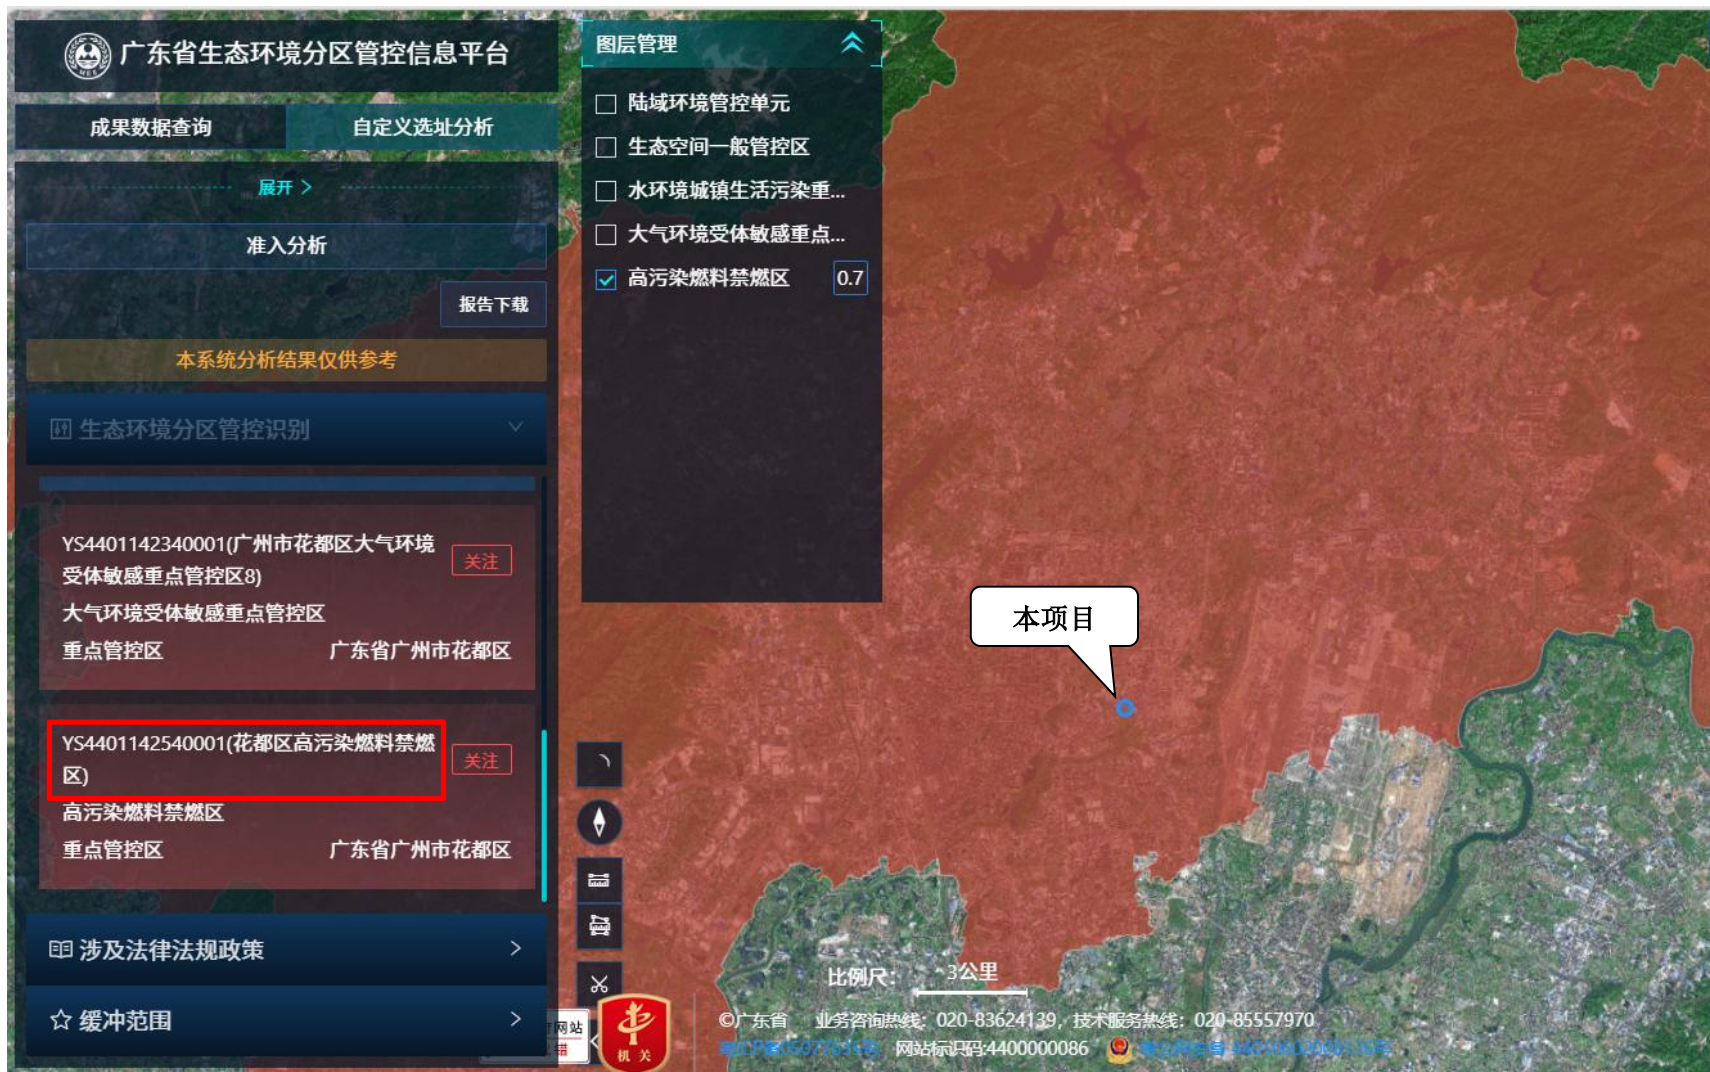 广东省生态环境分区管控信息平台
成果数据查询
自定义选址分析
展开 >
准入分析
报告下载
本系统分析结果仅供参考
生态环境分区管控识别
YS4401142340001(广州市花都区大气环境
受体敏感重点管控区8)
关注
大气环境受体敏感重点管控区
重点管控区
广东省广州市花都区
YS4401142540001(花都区高污染燃料禁燃
区)
关注
高污染燃料禁燃区
重点管控区
广东省广州市花都区
涉及法律法规政策
缓冲范围
图层管理
陆域环境管控单元
生态空间一般管控区
水环境城镇生活污染重...
大气环境受体敏感重点...
高污染燃料禁燃区
0.7
本项目
比例尺：
3公里
网站
错
机关
©广东省 业务咨询热线：020-83624139，技术服务热线：020-85557970
网站标识码:4400000086